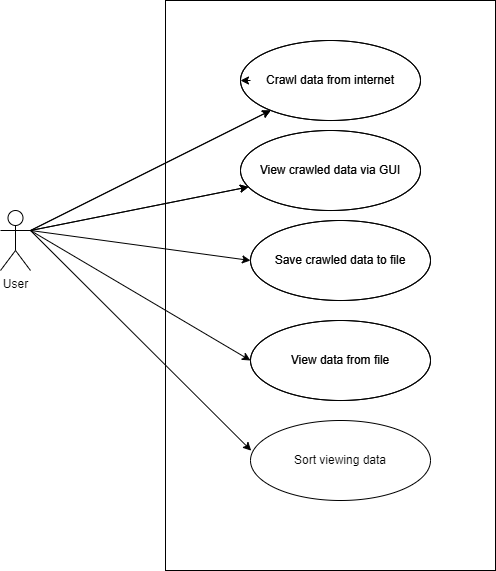 Crawl data from internet
View crawled data via GUI
Save crawled data to file
User
View data from file
Sort viewing data